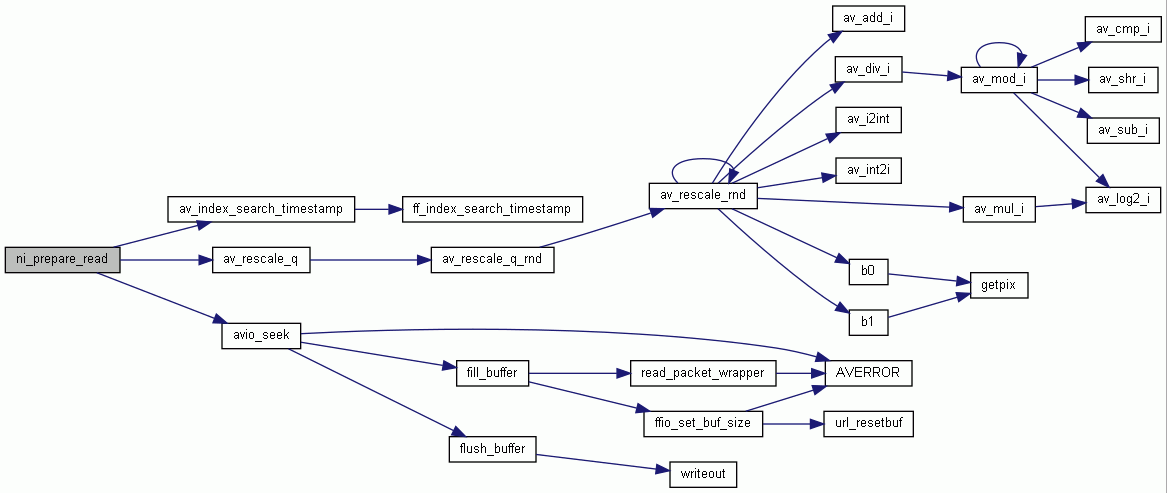 av_add_i
av_cmp_i
av_div_i
av_mod_i
av_shr_i
av_i2int
av_sub_i
av_int2i
av_rescale_rnd
av_log2_i
av_index_search_timestamp
ff_index_search_timestamp
av_mul_i
ni_prepare_read
av_rescale_q
av_rescale_q_rnd
b0
getpix
b1
avio_seek
fill_buffer
read_packet_wrapper
AVERROR
ffio_set_buf_size
url_resetbuf
flush_buffer
writeout